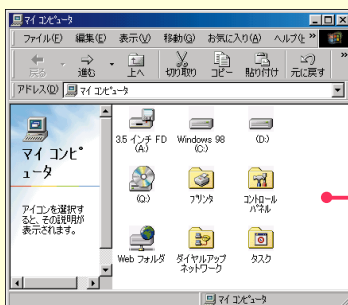 マイ コンピュータ
ファイル(F) 編集(E) 表示(V) 移動(G) お気に入り(A) ヘルプ(H) »
戻る 進む 上へ 切り取り コピー 貼り付け 元に戻す »
アドレス(D) マイ コンピュータ
マイ コンピ
ュータ
アイコンを選択す
ると、その説明が
表示されます。
3.5 インチ FD
(A:)
Windows 98
(C:)
(D:)
(Q:)
プリンタ
コントロール
パネル
Web フォルダ
ダイヤルアップ
ネットワーク
タスク
マイ コンピュータ